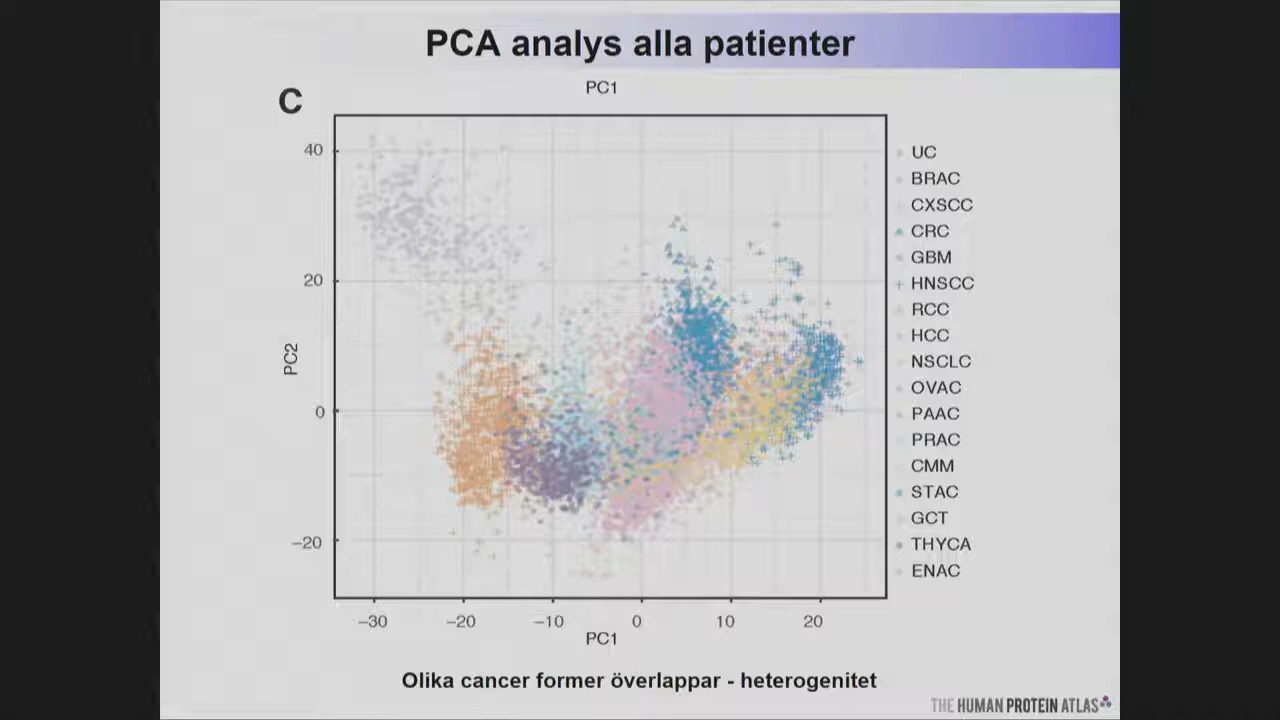 PCA analys alla patienter
PC1
C
40
20
0
−20
PC2
−30
−20
−10
0
10
20
PC1
UC
BRAC
CXSCC
CRC
GBM
HNSCC
RCC
HCC
NSCLC
OVAC
PAAC
PRAC
CMM
STAC
GCT
THYCA
ENAC
Olika cancer former överlappar - heterogenitet
THE HUMAN PROTEIN ATLAS